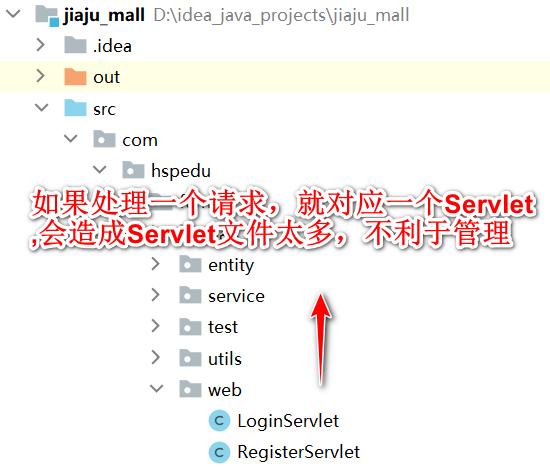 jiaju_mall D:\idea_java_projects\jiaju_mall
.idea
out
src
com
hspedu
如果处理一个请求，就对应一个Servlet
,会造成Servlet文件太多，不利于管理
entity
service
test
utils
web
LoginServlet
RegisterServlet